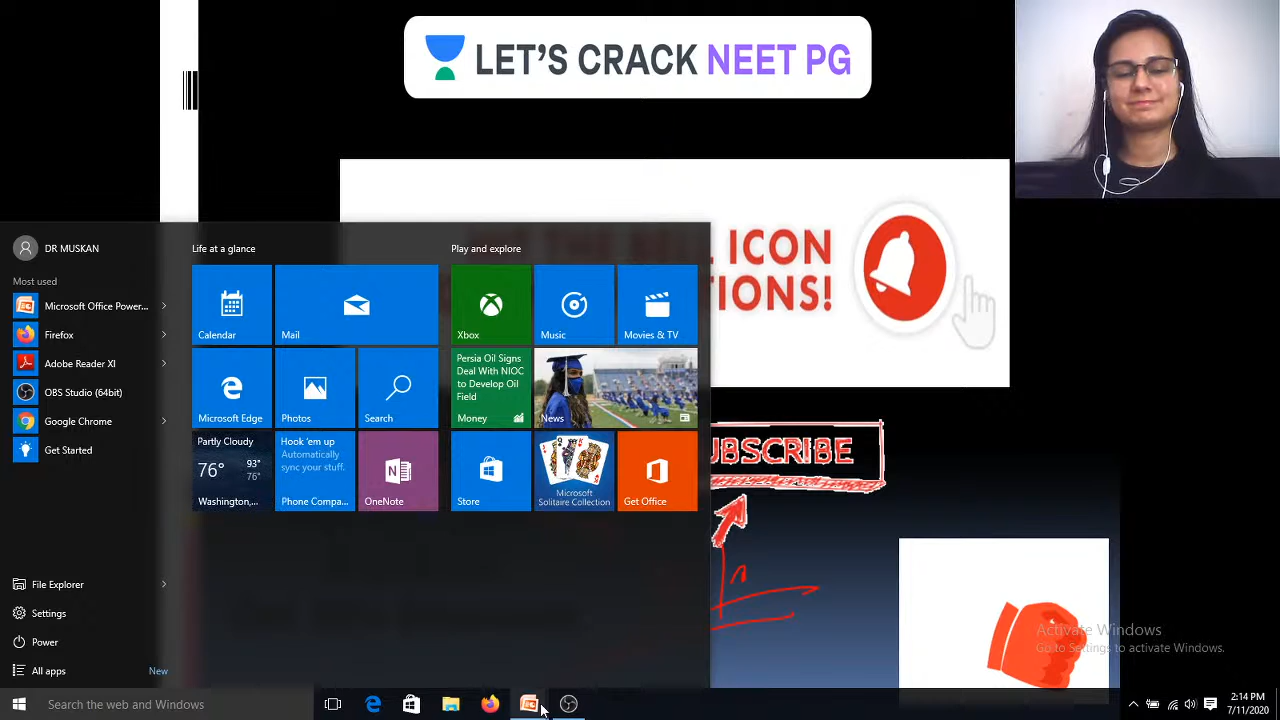 LET'S CRACK NEET PG
ICON
TIONS!
UBSCRIBE
DR MUSKAN
Most used
Microsoft Office Power...
Firefox
Adobe Reader XI
OBS Studio (64bit)
Google Chrome
Get Started
File Explorer
Settings
Power
All apps
New
Life at a glance
Calendar
Mail
Microsoft Edge
Photos
Search
Partly Cloudy
76°
93°
76°
Washington,...
Hook 'em up
Automatically
sync your stuff.
Phone Compa...
OneNote
Play and explore
Xbox
Music
Movies & TV
Persia Oil Signs
Deal With NIOC
to Develop Oil
Field
Money
News
Store
Microsoft
Solitaire Collection
Get Office
Activate Windows
Go to Settings to activate Windows.
Search the web and Windows
2:14 PM
7/11/2020